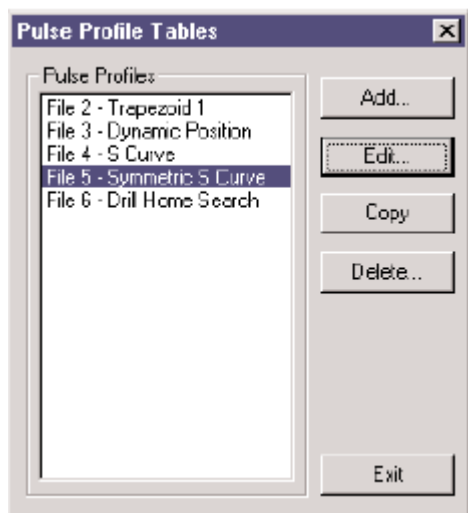 Pulse Profile Tables
Pulse Profiles
File 2 - Trapezoid 1
File 3 - Dynamic Position
File 4 - S Curve
File 5 - Symmetric S Curve
File 6 - Drill Home Search
Add...
Edit...
Copy
Delete...
Exit